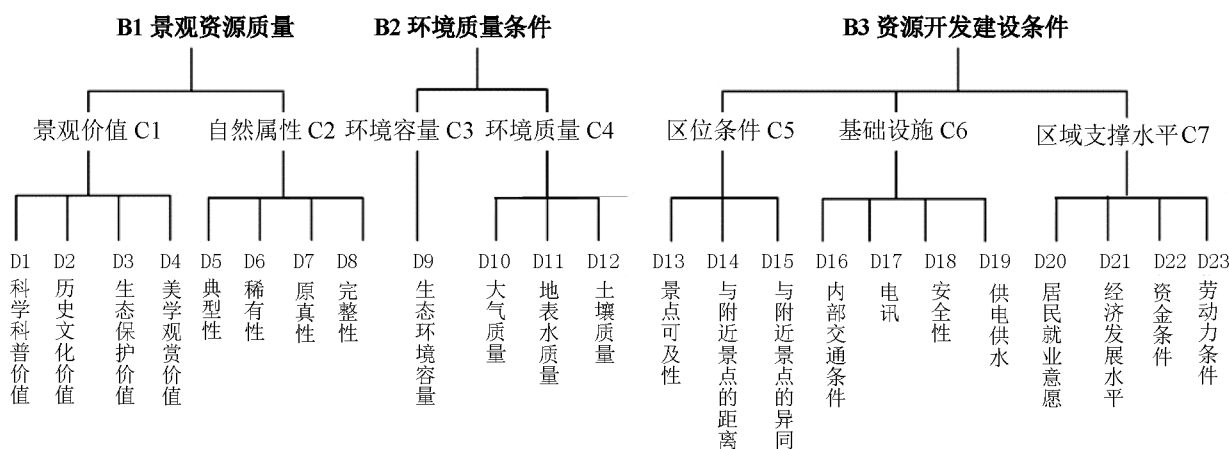 B1 景观资源质量
B2 环境质量条件
B3 资源开发建设条件
景观价值 C1
自然属性 C2
环境容量 C3
环境质量 C4
区位条件 C5
基础设施 C6
区域支撑水平 C7
D1 科学科普价值
D2 历史文化价值
D3 生态保护价值
D4 美学观赏价值
D5 典型性
D6 稀有性
D7 原真性
D8 完整性
D9 生态环境容量
D10 大气质量
D11 地表水质量
D12 土壤质量
D13 景点可及性
D14 与附近景点的距离
D15 与附近景点的异同
D16 内部交通条件
D17 电讯
D18 安全性
D19 供电供水
D20 居民就业意愿
D21 经济发展水平
D22 资金条件
D23 劳动力条件